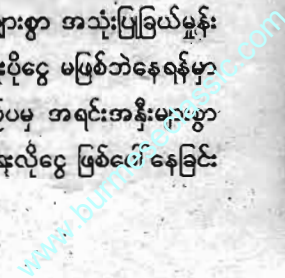 များစွာ အသုံးပြုခြယ်မှုန်း
ပိုငွေ မဖြစ်ဘဲနေရန်မှာ
အရင်းအနှီးများစွာ
လိုငွေ ဖြစ်ပေါ်နေခြင်း
www.burmeseclassic.com